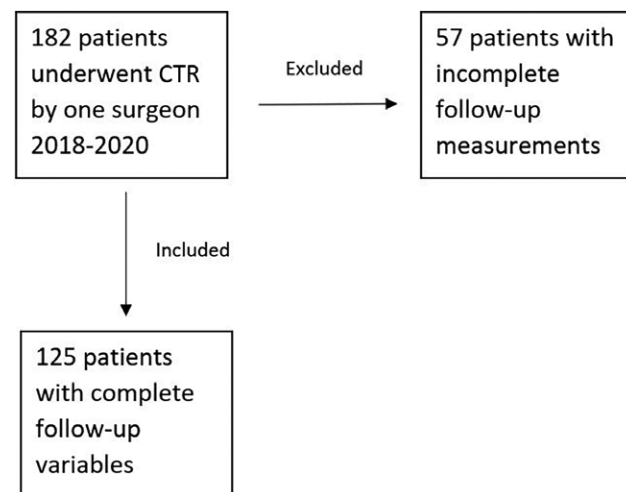 182 patients
underwent CTR
by one surgeon
2018-2020
Excluded
57 patients with
incomplete
follow-up
measurements
Included
125 patients
with complete
follow-up
variables